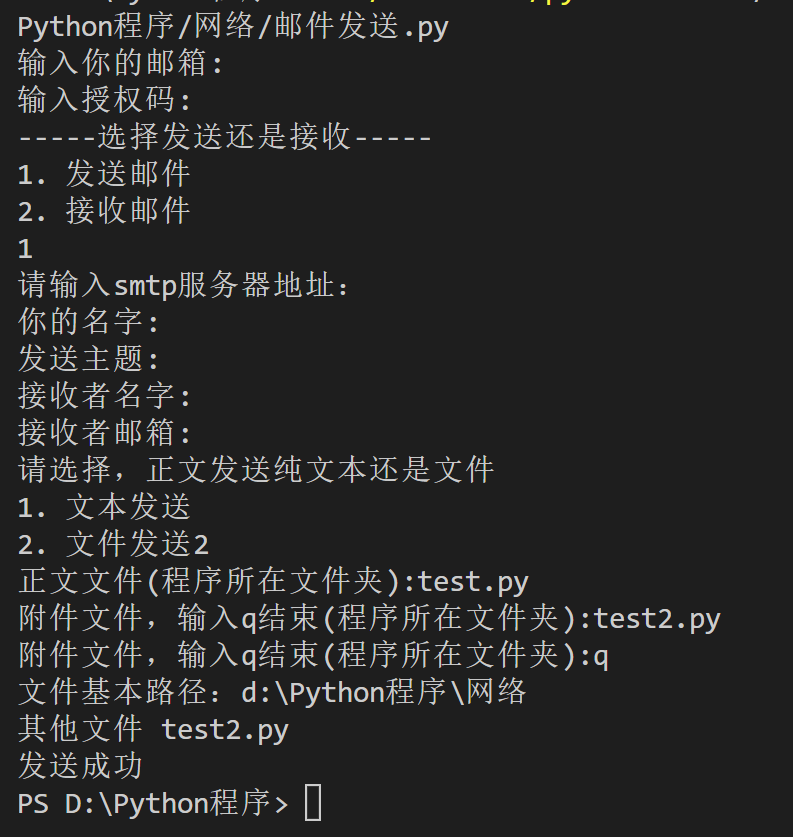 Python程序/网络/邮件发送.py
输入你的邮箱:
输入授权码:
-----选择发送还是接收-----
1. 发送邮件
2. 接收邮件
1
请输入smtp服务器地址:
你的名字:
发送主题:
接收者名字:
接收者邮箱:
请选择，正文发送纯文本还是文件
1. 文本发送
2. 文件发送2
正文文件(程序所在文件夹):test.py
附件文件，输入q结束(程序所在文件夹):test2.py
附件文件，输入q结束(程序所在文件夹):q
文件基本路径：d:\Python程序\网络
其他文件 test2.py
发送成功
PS D:\Python程序>